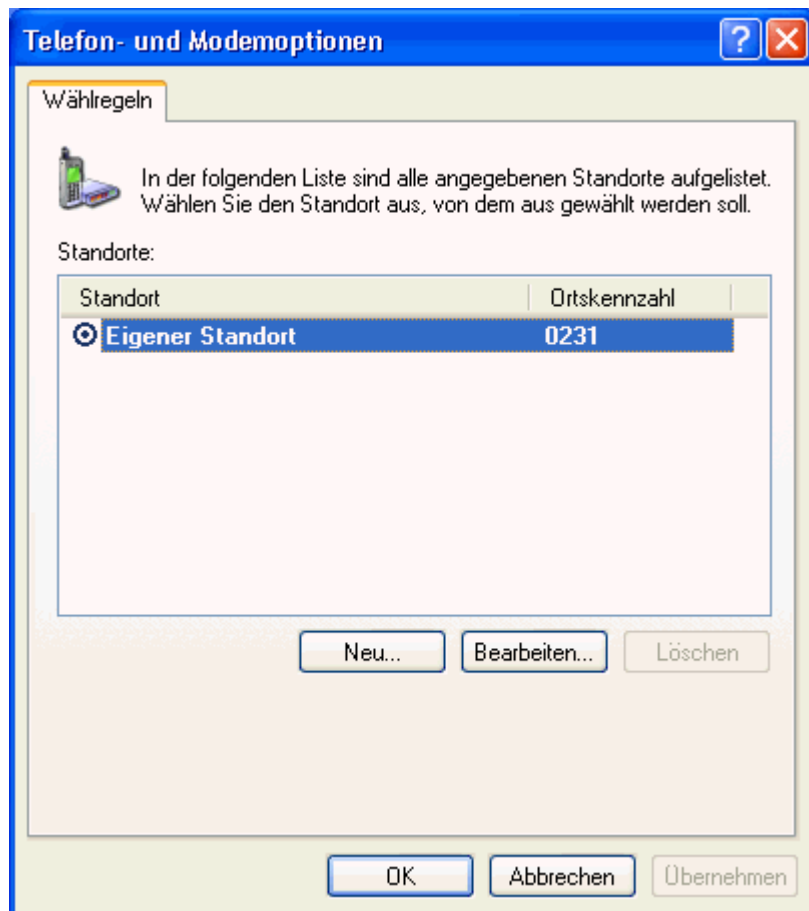 Telefon- und Modemoptionen
Wählregeln
In der folgenden Liste sind alle angegebenen Standorte aufgelistet.
Wählen Sie den Standort aus, von dem aus gewählt werden soll.
Standorte:
Standort Ortskennzahl
Eigener Standort 0231
Neu... Bearbeiten... Löschen
OK Abbrechen Übernehmen